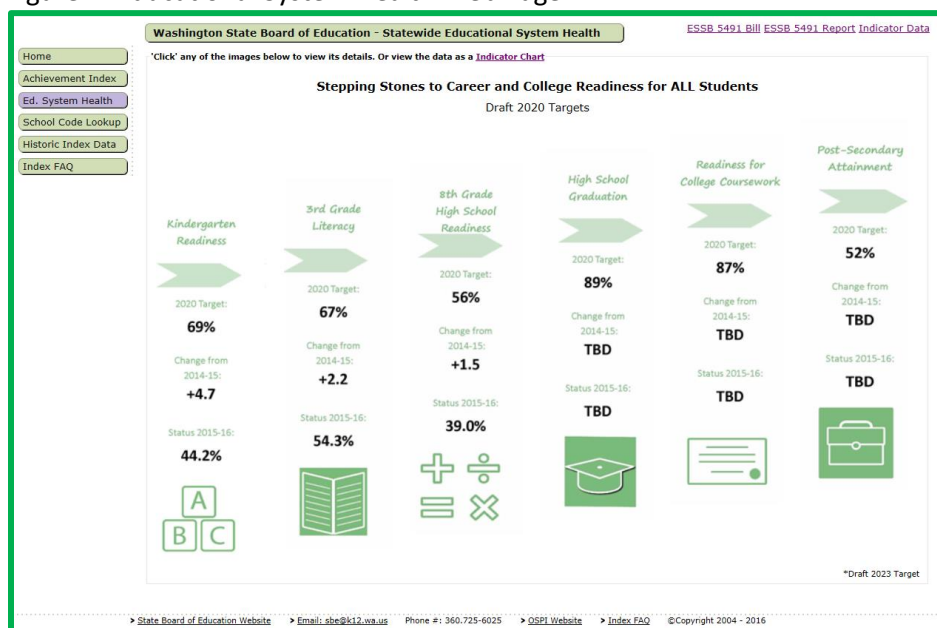 Washington State Board of Education - Statewide Educational System Health
ESSB 5491 Bill ESSB 5491 Report Indicator Data
Home
Achievement Index
Ed. System Health
School Code Lookup
Historic Index Data
Index FAQ
'Click' any of the images below to view its details. Or view the data as a Indicator Chart
Stepping Stones to Career and College Readiness for ALL Students
Draft 2020 Targets
Kindergarten
Readiness
2020 Target:
69%
Change from
2014-15:
+4.7
Status 2015-16:
44.2%
A
B C
3rd Grade
Literacy
2020 Target:
67%
Change from
2014-15:
+2.2
Status 2015-16:
54.3%
8th Grade
High School
Readiness
2020 Target:
56%
Change from
2014-15:
+1.5
Status 2015-16:
39.0%
High School
Graduation
2020 Target:
89%
Change from
2014-15:
TBD
Status 2015-16:
TBD
Readiness for
College Coursework
2020 Target:
87%
Change from
2014-15:
TBD
Status 2015-16:
TBD
Post-Secondary
Attainment
2020 Target:
52%
Change from
2014-15:
TBD
Status 2015-16:
TBD
*Draft 2023 Target
> State Board of Education Website > Email: sbe@k12.wa.us Phone #: 360.725-6025 > OSPI Website > Index FAQ ©Copyright 2004 - 2016